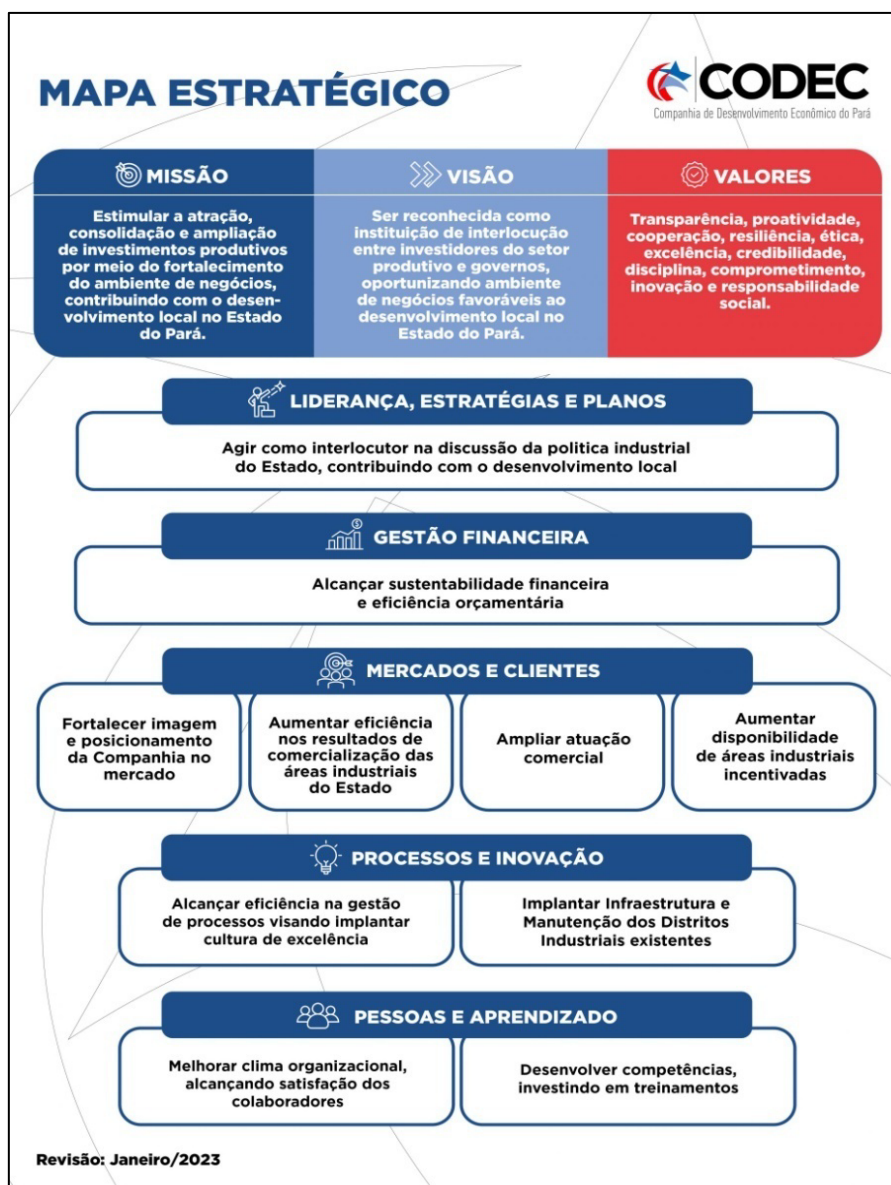 MAPA ESTRATÉGICO
CODEC
Companhia de Desenvolvimento Econômico do Pará
MISSÃO
Estimular a atração,
consolidação e ampliação
de investimentos produtivos
por meio do fortalecimento
do ambiente de negócios,
contribuindo com o desen-
volvimento local no Estado
do Pará.
VISÃO
Ser reconhecida como
instituição de interlocução
entre investidores do setor
produtivo e governos,
oportunizando ambiente
de negócios favoráveis ao
desenvolvimento local no
Estado do Pará.
VALORES
Transparência, proatividade,
cooperação, resiliência, ética,
excelência, credibilidade,
disciplina, comprometimento,
inovação e responsabilidade
social.
LIDERANÇA, ESTRATÉGIAS E PLANOS
Agir como interlocutor na discussão da politica industrial
do Estado, contribuindo com o desenvolvimento local
GESTÃO FINANCEIRA
Alcançar sustentabilidade financeira
e eficiência orçamentária
MERCADOS E CLIENTES
Fortalecer imagem
e posicionamento
da Companhia no
mercado
Aumentar eficiência
nos resultados de
comercialização das
áreas industriais
do Estado
Ampliar atuação
comercial
Aumentar
disponibilidade
de áreas industriais
incentivadas
PROCESSOS E INOVAÇÃO
Alcançar eficiência na gestão
de processos visando implantar
cultura de excelência
Implantar Infraestrutura e
Manutenção dos Distritos
Industriais existentes
PESSOAS E APRENDIZADO
Melhorar clima organizacional,
alcançando satisfação dos
colaboradores
Desenvolver competências,
investindo em treinamentos
Revisão: Janeiro/2023